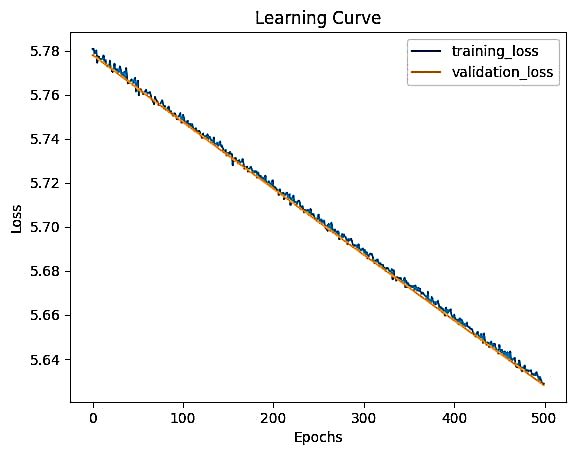 Learning Curve
training_loss
validation_loss
5.78
5.76
5.74
5.72
5.70
5.68
5.66
5.64
Loss
0 100 200 300 400 500
Epochs